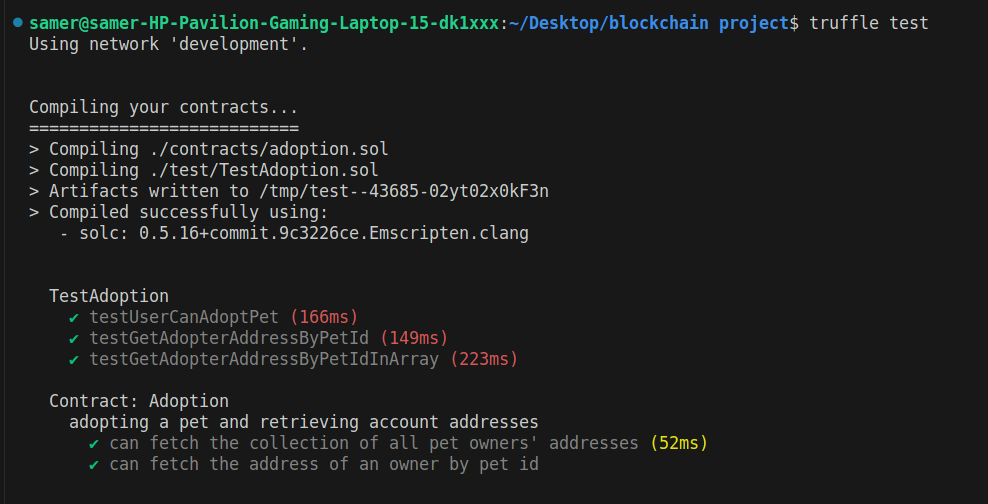 samer@samer-HP-Pavilion-Gaming-Laptop-15-dk1xxx:~/Desktop/blockchain project$ truffle test
Using network 'development'.
Compiling your contracts...
===========================
> Compiling ./contracts/adoption.sol
> Compiling ./test/TestAdoption.sol
> Artifacts written to /tmp/test--43685-02yt02x0kF3n
> Compiled successfully using:
- solc: 0.5.16+commit.9c3226ce.Emscripten.clang
TestAdoption
✔ testUserCanAdoptPet (166ms)
✔ testGetAdopterAddressByPetId (149ms)
✔ testGetAdopterAddressByPetIdInArray (223ms)
Contract: Adoption
adopting a pet and retrieving account addresses
✔ can fetch the collection of all pet owners' addresses (52ms)
✔ can fetch the address of an owner by pet id